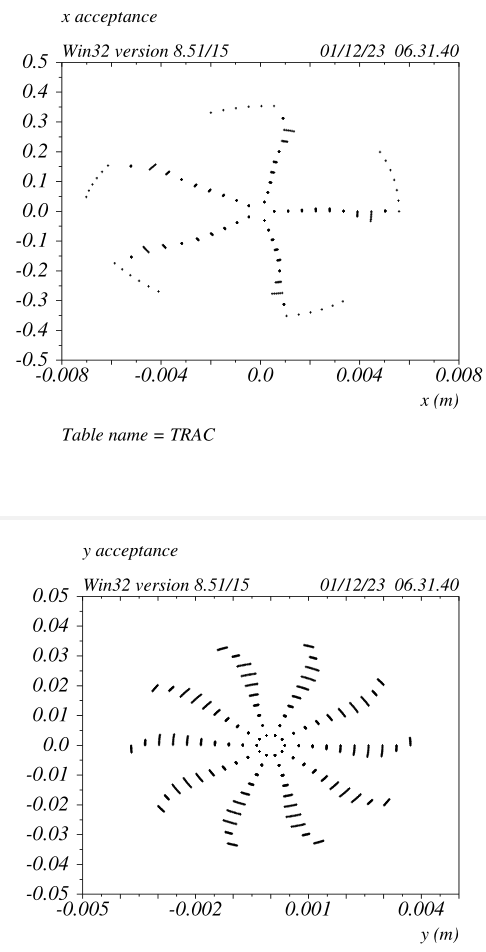 x acceptance
Win32 version 8.51/15 01/12/23 06.31.40
0.5
0.4
0.3
0.2
0.1
0.0
-0.1
-0.2
-0.3
-0.4
-0.5
-0.008 -0.004 0.0 0.004 0.008
x (m)
Table name = TRAC
y acceptance
Win32 version 8.51/15 01/12/23 06.31.40
0.05
0.04
0.03
0.02
0.01
0.0
-0.01
-0.02
-0.03
-0.04
-0.05
-0.005 -0.002 0.001 0.004
y (m)